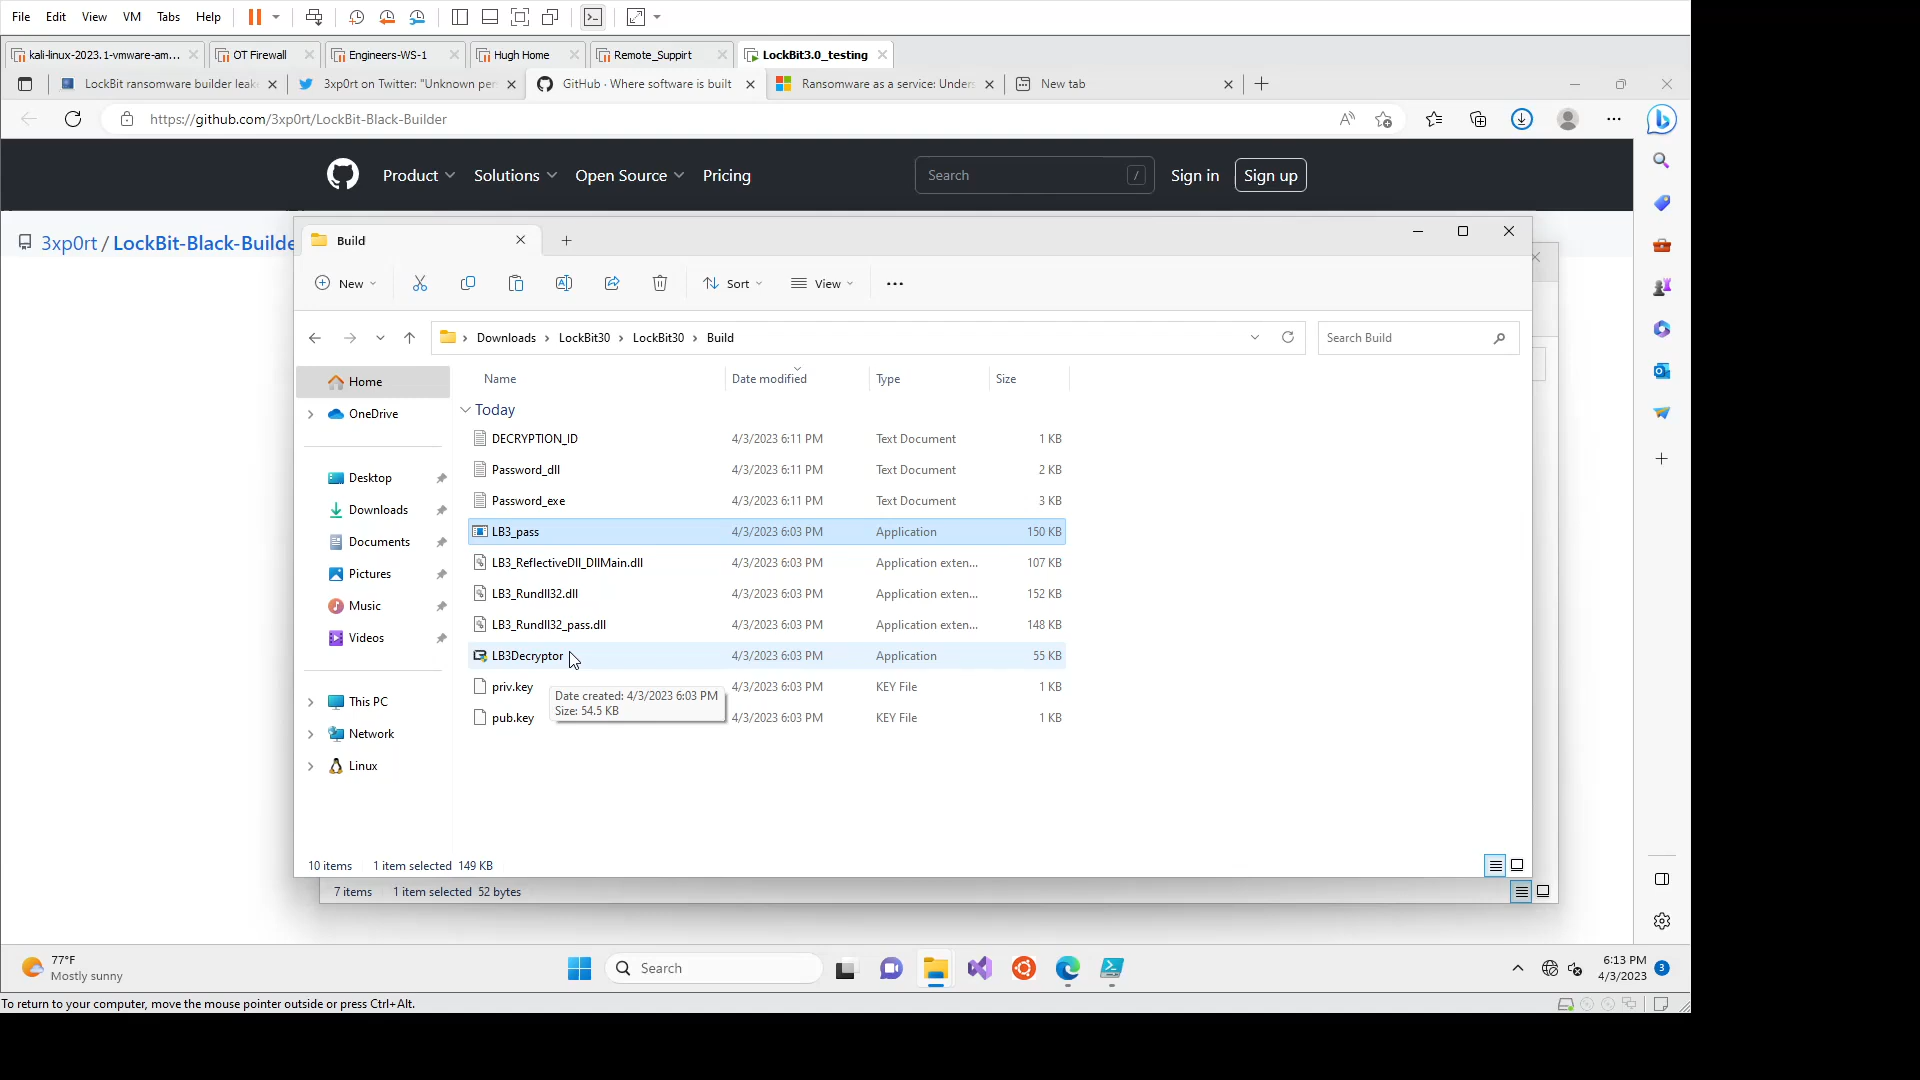 File Edit View VM Tabs Help
kali-linux-2023.1-vmware-am... OT Firewall Engineers-WS-1 Hugh Home Remote_Suppirt LockBit3.0_testing
LockBit ransomware builder leake 3xp0rt on Twitter: "Unknown per GitHub · Where software is built Ransomware as a service: Unders New tab
https://github.com/3xp0rt/LockBit-Black-Builder
Product Solutions Open Source Pricing Search / Sign in Sign up
3xp0rt / LockBit-Black-Builde
Build
New Sort View
Downloads LockBit30 LockBit30 Build Search Build
Name Date modified Type Size
Home
Today
OneDrive
DECRYPTION_ID 4/3/2023 6:11 PM Text Document 1 KB
Password_dll 4/3/2023 6:11 PM Text Document 2 KB
Password_exe 4/3/2023 6:11 PM Text Document 3 KB
LB3_pass 4/3/2023 6:03 PM Application 150 KB
LB3_ReflectiveDll_DllMain.dll 4/3/2023 6:03 PM Application exten... 107 KB
LB3_Rundll32.dll 4/3/2023 6:03 PM Application exten... 152 KB
LB3_Rundll32_pass.dll 4/3/2023 6:03 PM Application exten... 148 KB
LB3Decryptor 4/3/2023 6:03 PM Application 55 KB
priv.key 4/3/2023 6:03 PM KEY File 1 KB
pub.key 4/3/2023 6:03 PM KEY File 1 KB
Date created: 4/3/2023 6:03 PM
Size: 54.5 KB
Desktop
Downloads
Documents
Pictures
Music
Videos
This PC
Network
Linux
10 items 1 item selected 149 KB
7 items 1 item selected 52 bytes
77°F
Mostly sunny
Search
6:13 PM
4/3/2023
3
To return to your computer, move the mouse pointer outside or press Ctrl+Alt.